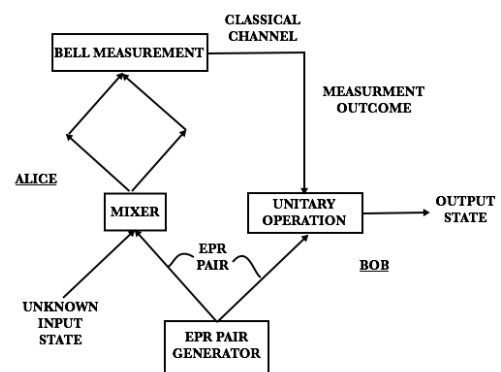 CLASSICAL
CHANNEL
BELL MEASUREMENT
MEASURMENT
OUTCOME
ALICE
MIXER
UNITARY
OPERATION
OUTPUT
STATE
EPR
PAIR
BOB
UNKNOWN
INPUT
STATE
EPR PAIR
GENERATOR